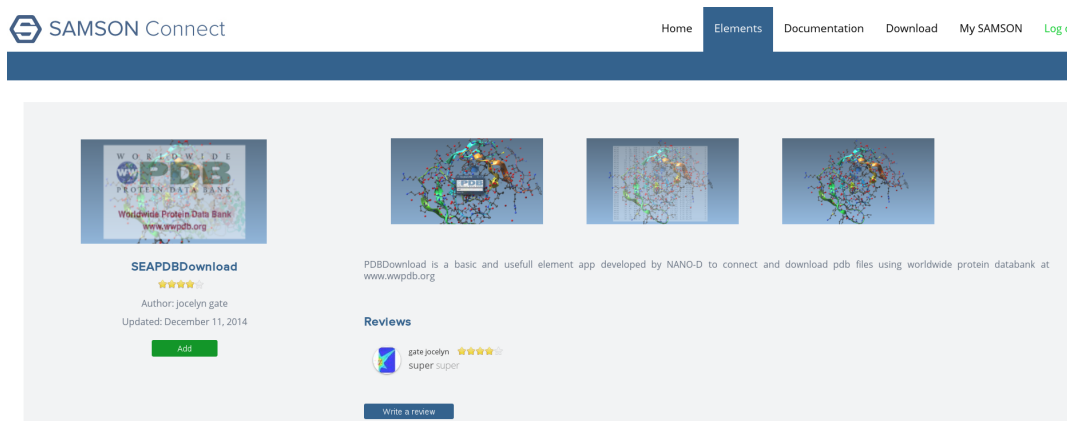 SAMSON Connect
Home Elements Documentation Download My SAMSON Log
WORLDWIDE
ww PDB
PROTEIN DATA BANK
Worldwide Protein Data Bank
www.wwpdb.org
PDB
SEAPDBDownload
Author: jocelyn gate
Updated: December 11, 2014
Add
PDBDownload is a basic and usefull element app developed by NANO-D to connect and download pdb files using worldwide protein databank at
www.wwpdb.org
Reviews
gate jocelyn
super super
Write a review